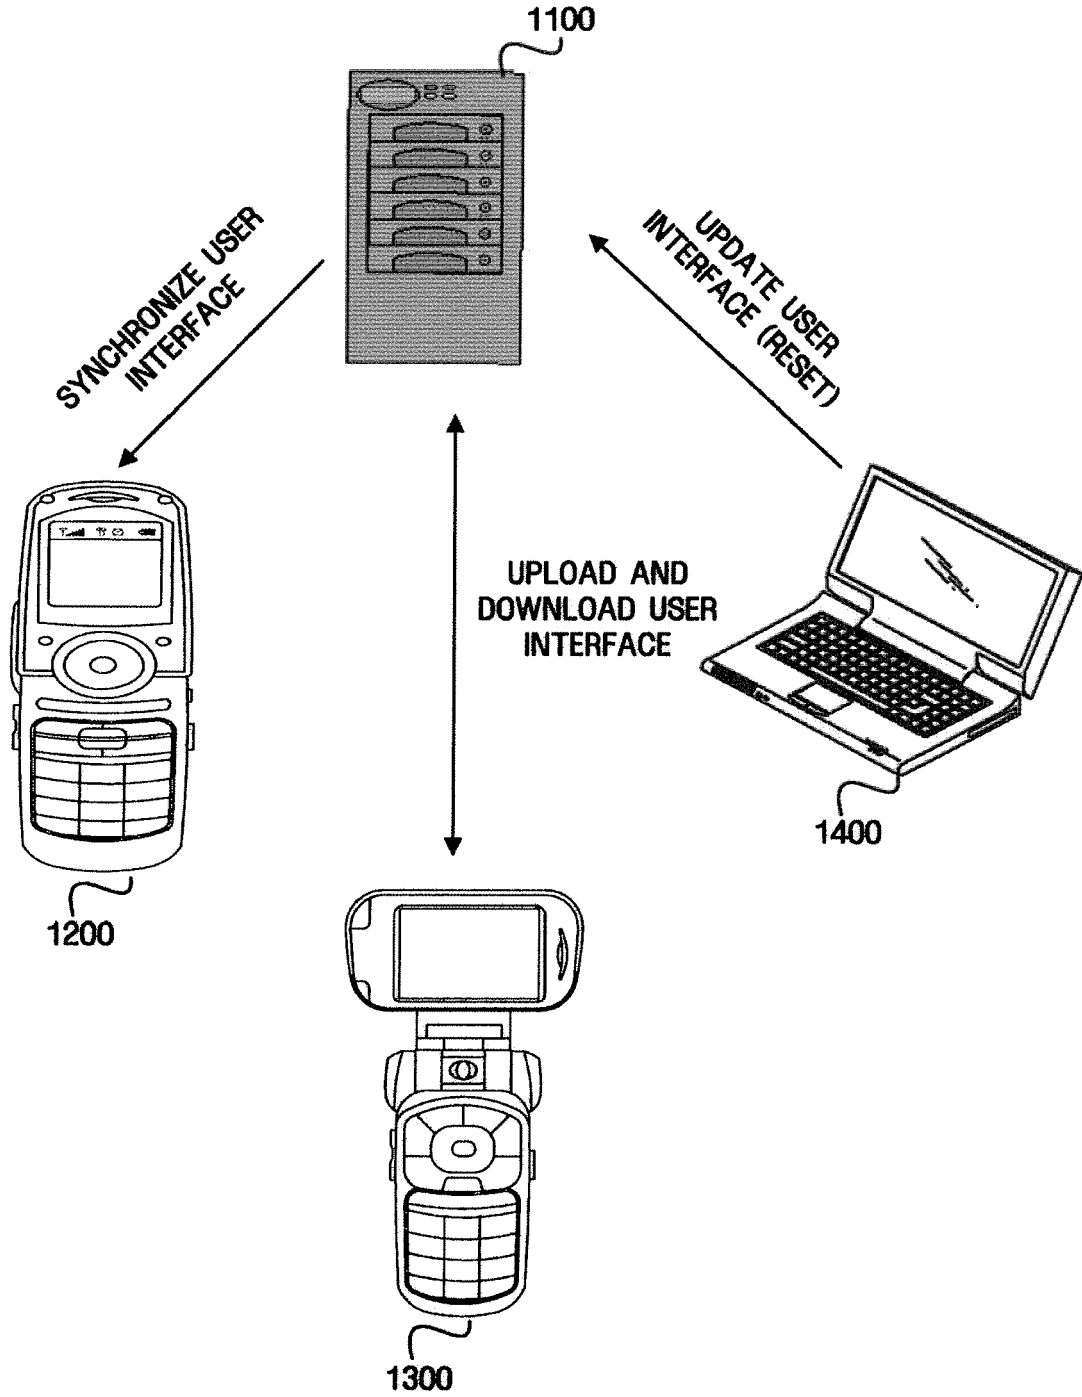 1100
SYNCHRONIZE USER
INTERFACE
UPDATE USER
INTERFACE (RESET)
UPLOAD AND
DOWNLOAD USER
INTERFACE
1400
1200
1300